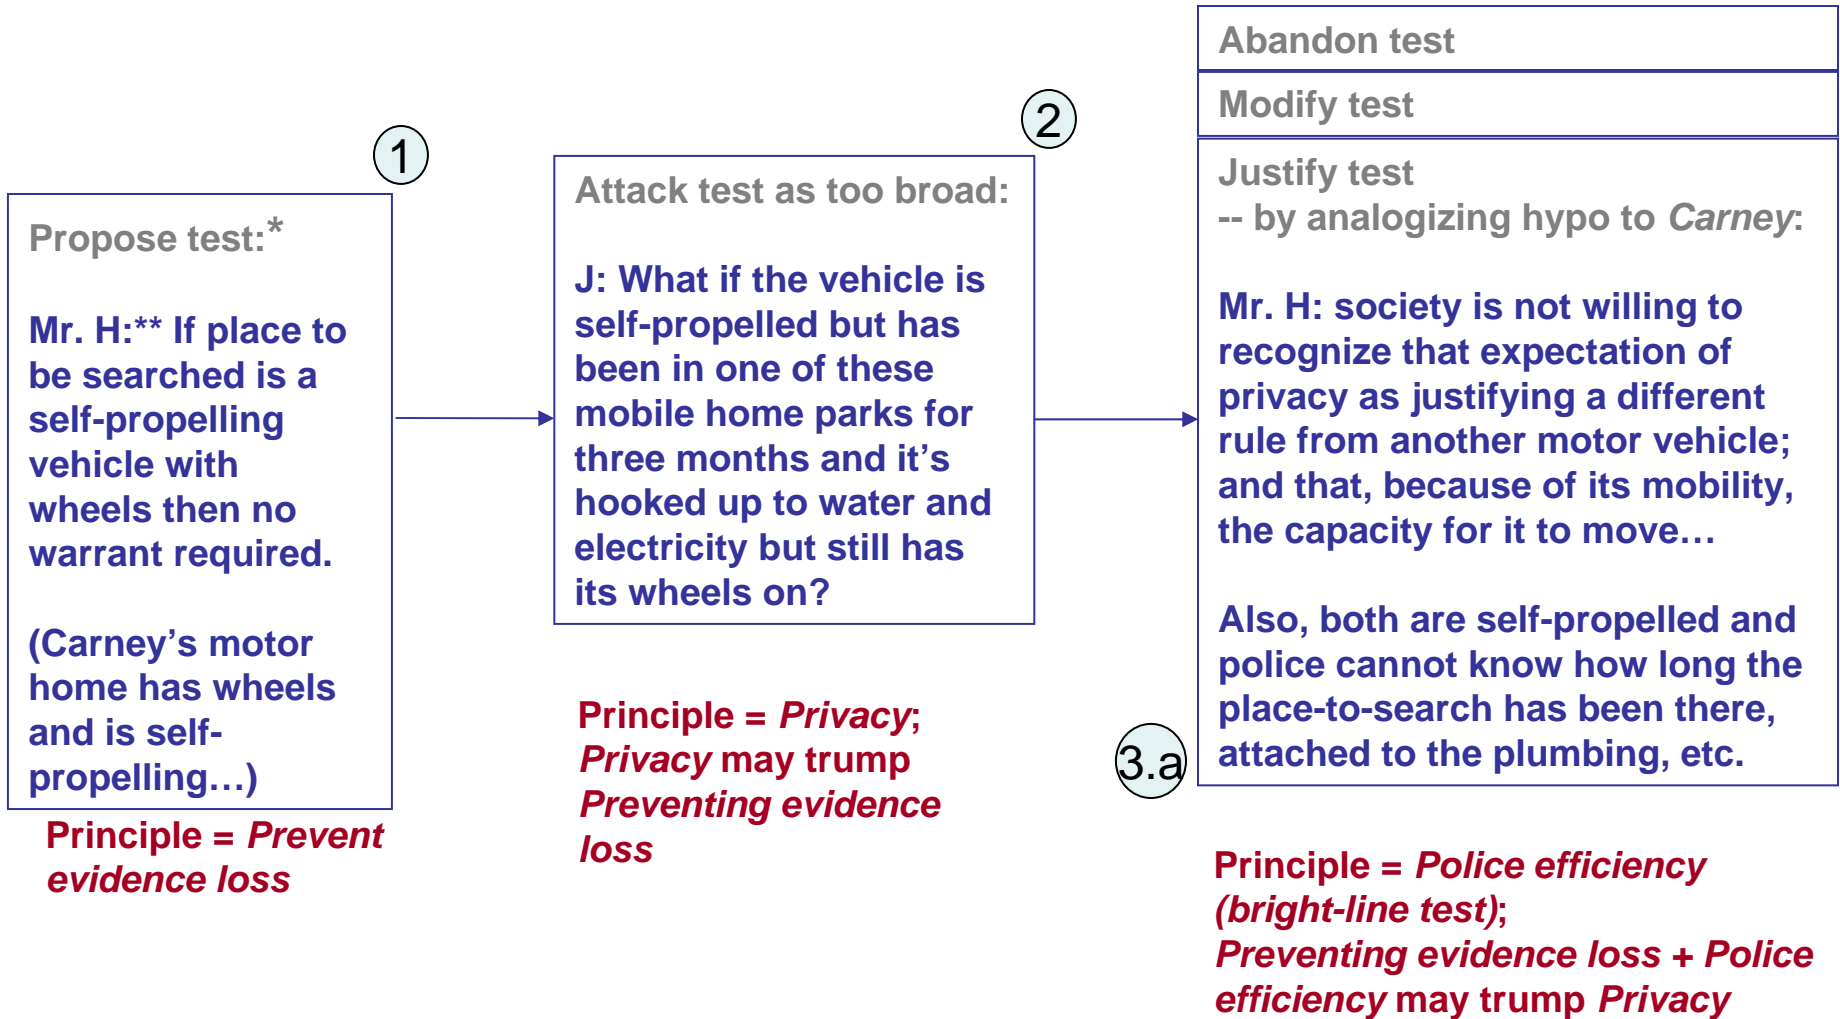 1
Propose test:*
Mr. H:** If place to
be searched is a
self-propelling
vehicle with
wheels then no
warrant required.
(Carney’s motor
home has wheels
and is self-
propelling…)
Principle = Prevent
evidence loss
2
Attack test as too broad:
J: What if the vehicle is
self-propelled but has
been in one of these
mobile home parks for
three months and it’s
hooked up to water and
electricity but still has
its wheels on?
Principle = Privacy;
Privacy may trump
Preventing evidence
loss
Abandon test
Modify test
Justify test
-- by analogizing hypo to Carney:
Mr. H: society is not willing to
recognize that expectation of
privacy as justifying a different
rule from another motor vehicle;
and that, because of its mobility,
the capacity for it to move…
Also, both are self-propelled and
police cannot know how long the
place-to-search has been there,
attached to the plumbing, etc.
3.a
Principle = Police efficiency
(bright-line test);
Preventing evidence loss + Police
efficiency may trump Privacy